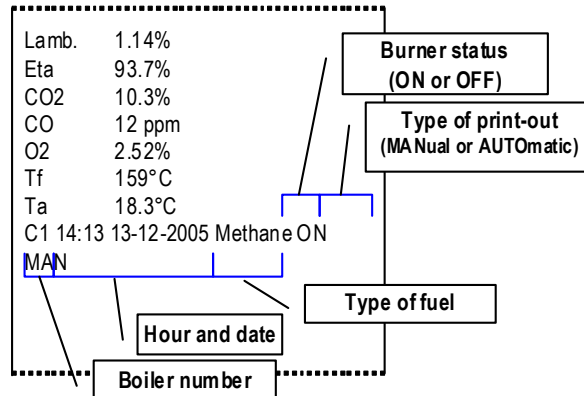 Lamb. 1.14%
Eta 93.7%
CO2 10.3%
CO 12 ppm
O2 2.52%
Tf 159°C
Ta 18.3°C
C1 14:13 13-12-2005 Methane ON
MAN
Burner status
(ON or OFF)
Type of print-out
(MANual or AUTOmatic)
Type of fuel
Hour and date
Boiler number